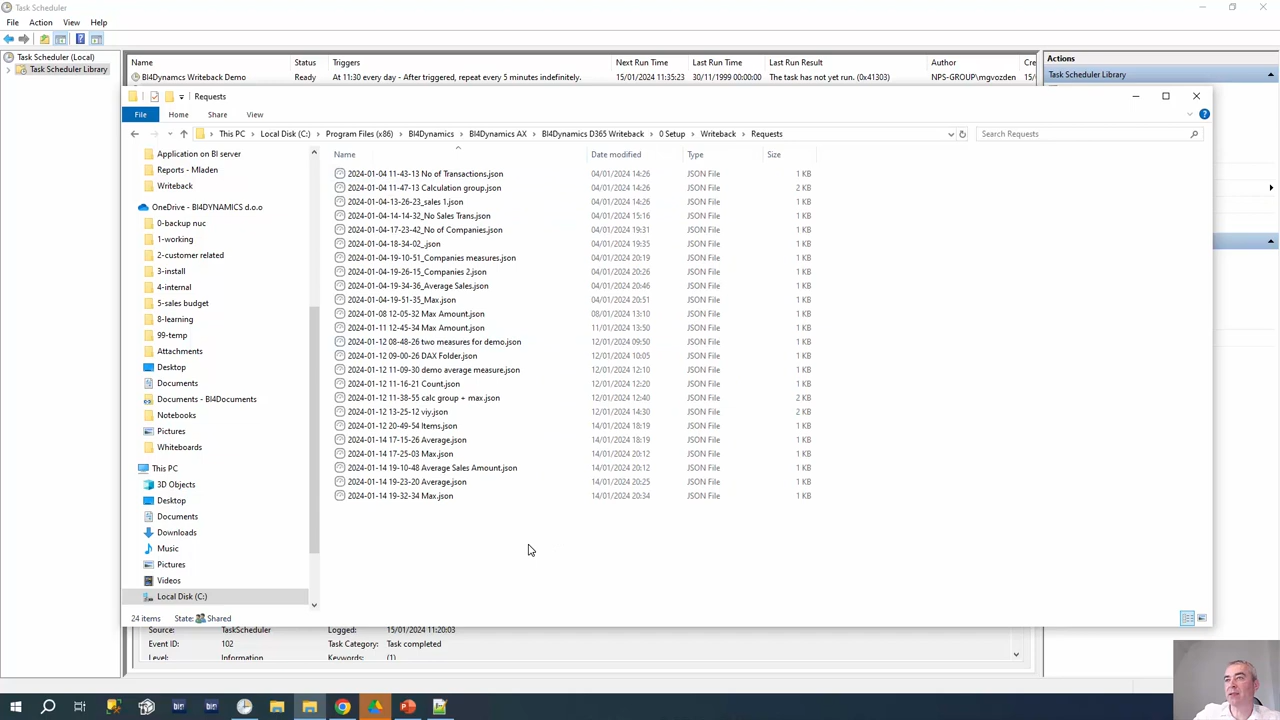 Task Scheduler
File Action View Help
Task Scheduler (Local)
Task Scheduler Library
Name Status Triggers Next Run Time Last Run Time Last Run Result Author Cre
BI4Dynamcs Writeback Demo Ready At 11:30 every day - After triggered, repeat every 5 minutes indefinitely. 15/01/2024 11:35:23 30/11/1999 00:00:00 The task has not yet run. (0x41303) NPS-GROUP\mgvozden
Actions
Task Scheduler Library
Requests
File Home Share View
This PC Local Disk (C:) Program Files (x86) BI4Dynamics BI4Dynamics AX BI4Dynamics D365 Writeback 0 Setup Writeback Requests
Search Requests
Application on BI server
Reports - Mladen
Writeback
OneDrive - BI4DYNAMICS d.o.o
0-backup nuc
1-working
2-customer related
3-install
4-internal
5-sales budget
8-learning
99-temp
Attachments
Desktop
Documents
Documents - BI4Documents
Notebooks
Pictures
Whiteboards
This PC
3D Objects
Desktop
Documents
Downloads
Music
Pictures
Videos
Local Disk (C:)
Name Date modified Type Size
2024-01-04 11-43-13 No of Transactions.json 04/01/2024 14:26 JSON File 1 KB
2024-01-04 11-47-13 Calculation group.json 04/01/2024 14:26 JSON File 2 KB
2024-01-04-13-26-23_sales 1.json 04/01/2024 14:26 JSON File 1 KB
2024-01-04-14-14-32_No Sales Trans.json 04/01/2024 15:16 JSON File 1 KB
2024-01-04-17-23-42_No of Companies.json 04/01/2024 19:31 JSON File 1 KB
2024-01-04-18-34-02_.json 04/01/2024 19:35 JSON File 1 KB
2024-01-04-19-10-51_Companies measures.json 04/01/2024 20:19 JSON File 1 KB
2024-01-04-19-26-15_Companies 2.json 04/01/2024 20:26 JSON File 1 KB
2024-01-04-19-34-36_Average Sales.json 04/01/2024 20:46 JSON File 1 KB
2024-01-04-19-51-35_Max.json 04/01/2024 20:51 JSON File 1 KB
2024-01-08 12-05-32 Max Amount.json 08/01/2024 13:10 JSON File 1 KB
2024-01-11 12-45-34 Max Amount.json 11/01/2024 13:50 JSON File 1 KB
2024-01-12 08-48-26 two measures for demo.json 12/01/2024 09:50 JSON File 1 KB
2024-01-12 09-00-26 DAX Folder.json 12/01/2024 10:05 JSON File 1 KB
2024-01-12 11-09-30 demo average measure.json 12/01/2024 12:10 JSON File 1 KB
2024-01-12 11-16-21 Count.json 12/01/2024 12:20 JSON File 1 KB
2024-01-12 11-38-55 calc group + max.json 12/01/2024 12:40 JSON File 2 KB
2024-01-12 13-25-12 viy.json 12/01/2024 14:30 JSON File 2 KB
2024-01-12 20-49-54 Items.json 14/01/2024 18:19 JSON File 1 KB
2024-01-14 17-15-26 Average.json 14/01/2024 18:19 JSON File 1 KB
2024-01-14 17-25-03 Max.json 14/01/2024 20:12 JSON File 1 KB
2024-01-14 19-10-48 Average Sales Amount.json 14/01/2024 20:12 JSON File 1 KB
2024-01-14 19-23-20 Average.json 14/01/2024 20:25 JSON File 1 KB
2024-01-14 19-32-34 Max.json 14/01/2024 20:34 JSON File 1 KB
24 items State: Shared
Source: TaskScheduler Logged: 15/01/2024 11:20:03
Event ID: 102 Task Category: Task completed
Level: Information Keywords: (1)